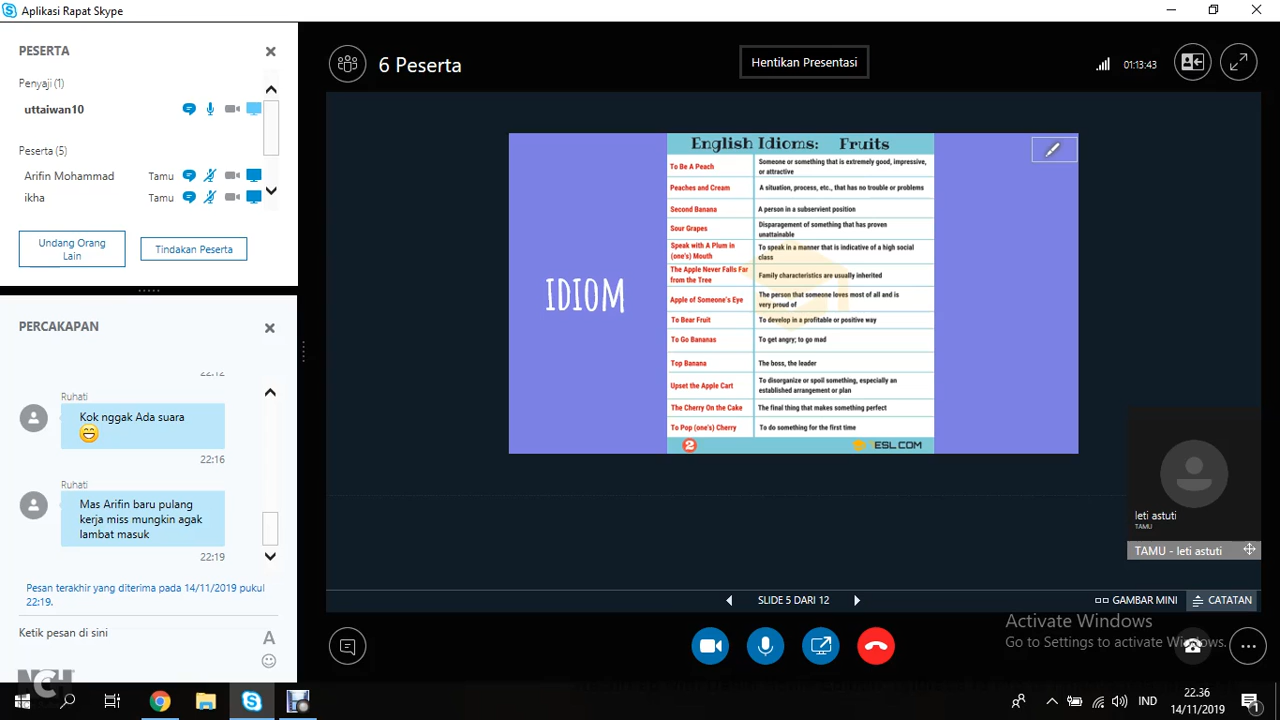 Aplikasi Rapat Skype
PESERTA
Penyaji (1)
uttaiwan10
Peserta (5)
Arifin Mohammad Tamu
ikha Tamu
Undang Orang
Lain
Tindakan Peserta
PERCAKAPAN
22:12
Ruhati
Kok nggak Ada suara
22:16
Ruhati
Mas Arifin baru pulang
kerja miss mungkin agak
lambat masuk
22:19
Pesan terakhir yang diterima pada 14/11/2019 pukul
22:19.
Ketik pesan di sini
A
NCH
6 Peserta
Hentikan Presentasi
01:13:43
IDIOM
English Idioms: Fruits
To Be A Peach
Someone or something that is extremely good, impressive,
or attractive
Peaches and Cream
A situation, process, etc., that has no trouble or problems
Second Banana
A person in a subservient position
Sour Grapes
Disparagement of something that has proven
unattainable
Speak with A Plum in
(one's) Mouth
To speak in a manner that is indicative of a high social
class
The Apple Never Falls Far
from the Tree
Family characteristics are usually inherited
Apple of Someone's Eye
The person that someone loves most of all and is
very proud of
To Bear Fruit
To develop in a profitable or positive way
To Go Bananas
To get angry; to go mad
Top Banana
The boss, the leader
Upset the Apple Cart
To disorganize or spoil something, especially an
established arrangement or plan
The Cherry On the Cake
The final thing that makes something perfect
To Pop (one's) Cherry
To do something for the first time
2
7ESL.COM
leti astuti
TAMU
TAMU - leti astuti
SLIDE 5 DARI 12
GAMBAR MINI
CATATAN
Activate Windows
Go to Settings to activate Windows.
IND
22.36
14/11/2019
1